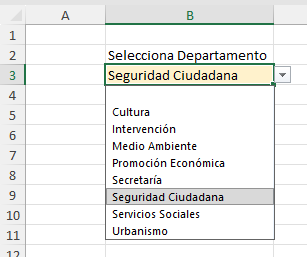 A B
1
2 Selecciona Departamento
3 Seguridad Ciudadana
4
5 Cultura
6 Intervención
7 Medio Ambiente
8 Promoción Económica
Secretaría
9 Seguridad Ciudadana
10 Servicios Sociales
11 Urbanismo